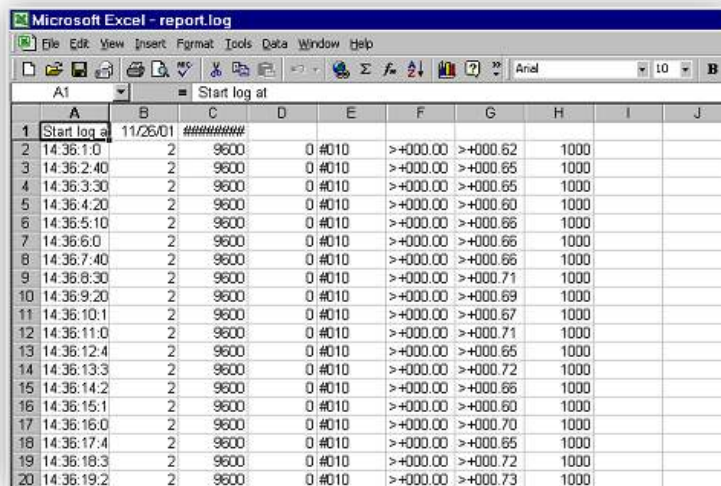 Microsoft Excel - report.log
File Edit View Insert Format Tools Data Window Help
Arial 10 B
A1 = Start log at
A B C D E F G H I J
1 Start log a 11/26/01 ########
2 14:36:1:0 2 9600 0 #010 >+000.00 >+000.62 1000
3 14:36:2:40 2 9600 0 #010 >+000.00 >+000.65 1000
4 14:36:3:30 2 9600 0 #010 >+000.00 >+000.65 1000
5 14:36:4:20 2 9600 0 #010 >+000.00 >+000.60 1000
6 14:36:5:10 2 9600 0 #010 >+000.00 >+000.66 1000
7 14:36:6:0 2 9600 0 #010 >+000.00 >+000.66 1000
8 14:36:7:40 2 9600 0 #010 >+000.00 >+000.66 1000
9 14:36:8:30 2 9600 0 #010 >+000.00 >+000.71 1000
10 14:36:9:20 2 9600 0 #010 >+000.00 >+000.69 1000
11 14:36:10:1 2 9600 0 #010 >+000.00 >+000.67 1000
12 14:36:11:0 2 9600 0 #010 >+000.00 >+000.71 1000
13 14:36:12:4 2 9600 0 #010 >+000.00 >+000.65 1000
14 14:36:13:3 2 9600 0 #010 >+000.00 >+000.72 1000
15 14:36:14:2 2 9600 0 #010 >+000.00 >+000.66 1000
16 14:36:15:1 2 9600 0 #010 >+000.00 >+000.60 1000
17 14:36:16:0 2 9600 0 #010 >+000.00 >+000.70 1000
18 14:36:17:4 2 9600 0 #010 >+000.00 >+000.65 1000
19 14:36:18:3 2 9600 0 #010 >+000.00 >+000.72 1000
20 14:36:19:2 2 9600 0 #010 >+000.00 >+000.73 1000